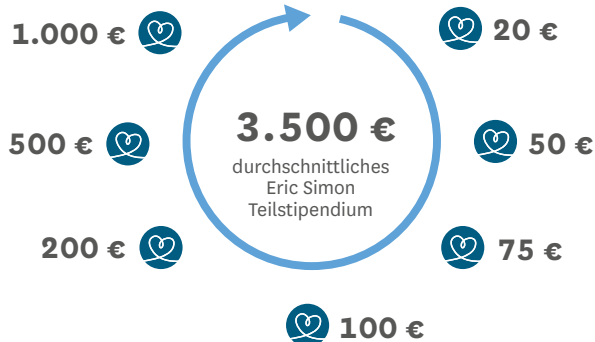 1.000 €
20 €
3.500 €
500 €
50 €
durchschnittliches
Eric Simon
Teilstipendium
200 €
75 €
100 €